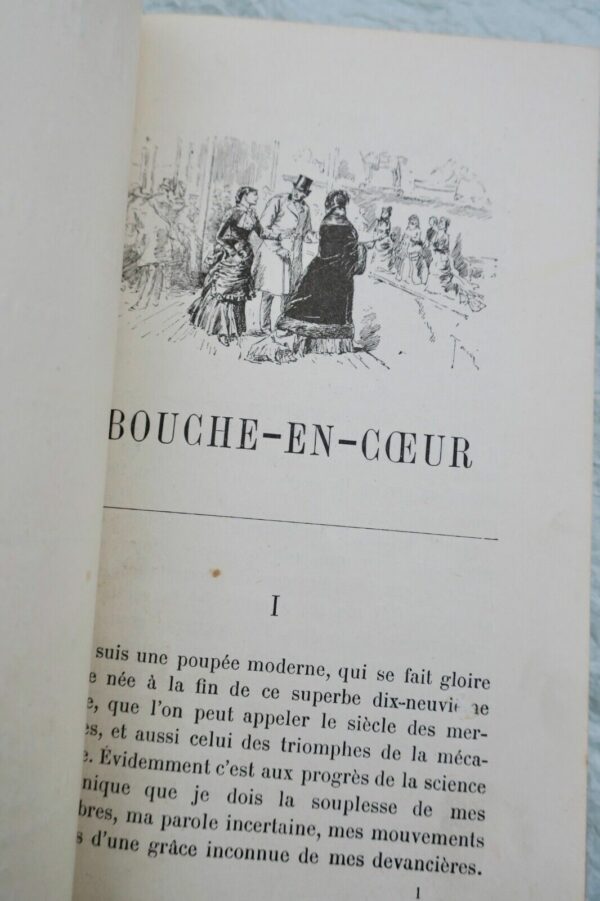 BOUCHE-EN-CŒUR
I
suis une poupée moderne, qui se fait gloire
e née à la fin de ce superbe dix-neuvi ne
e, que l'on peut appeler le siècle des mer-
es, et aussi celui des triomphes de la méca-
e. Évidemment c'est aux progrès de la science
nique que je dois la souplesse de mes
bres, ma parole incertaine, mes mouvements
s d'une grâce inconnue de mes devancières.
1